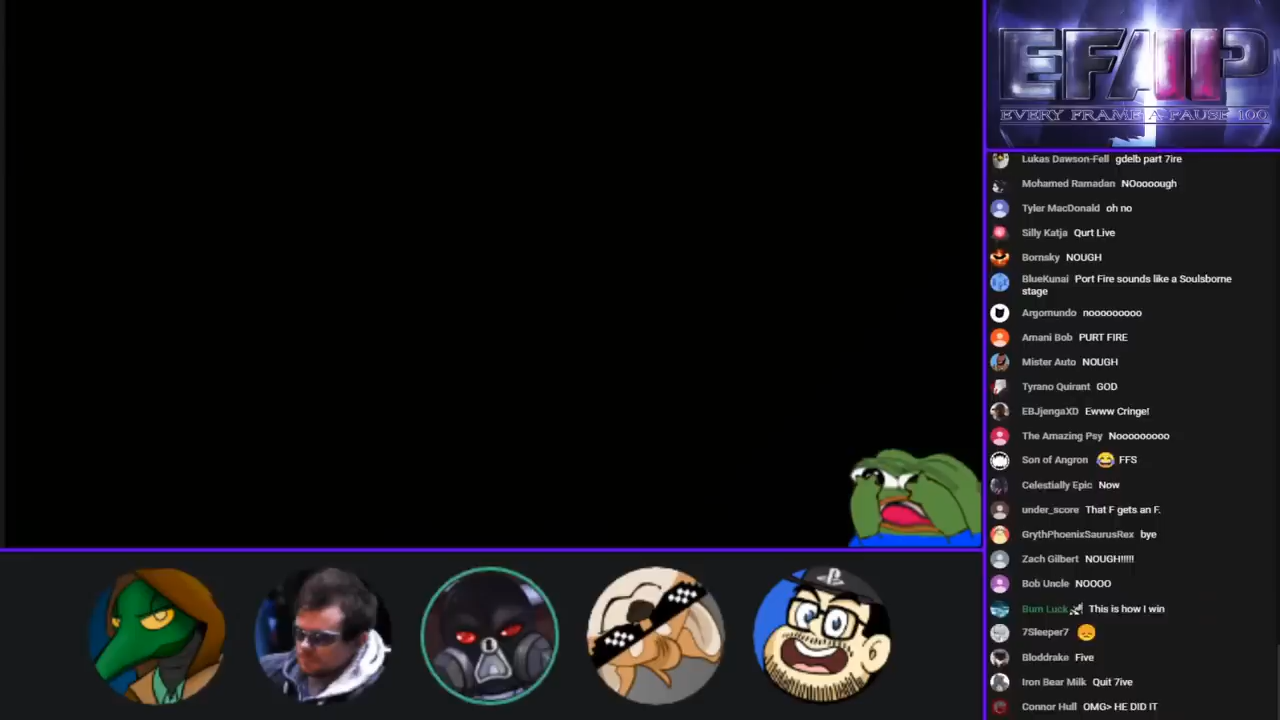 EFAP
EVERY FRAME A PAUSE 100
Lukas Dawson-Fell gdelb part 7ire
Mohamed Ramadan NOoooough
Tyler MacDonald oh no
Silly Katja Qurt Live
Bornsky NOUGH
BlueKunai Port Fire sounds like a Soulsborne
stage
Argomundo nooooooooo
Amani Bob PURT FIRE
Mister Auto NOUGH
Tyrano Quirant GOD
EBJjengaXD Ewww Cringe!
The Amazing Psy Nooooooooo
Son of Angron 😂 FFS
Celestially Epic Now
under_score That F gets an F.
GrythPhoenixSaurusRex bye
Zach Gilbert NOUGH!!!!!
Bob Uncle NOOOO
Bum Luck This is how I win
7Sleeper7 😞
Bloddrake Five
Iron Bear Milk Quit 7ive
Connor Hull OMG> HE DID IT